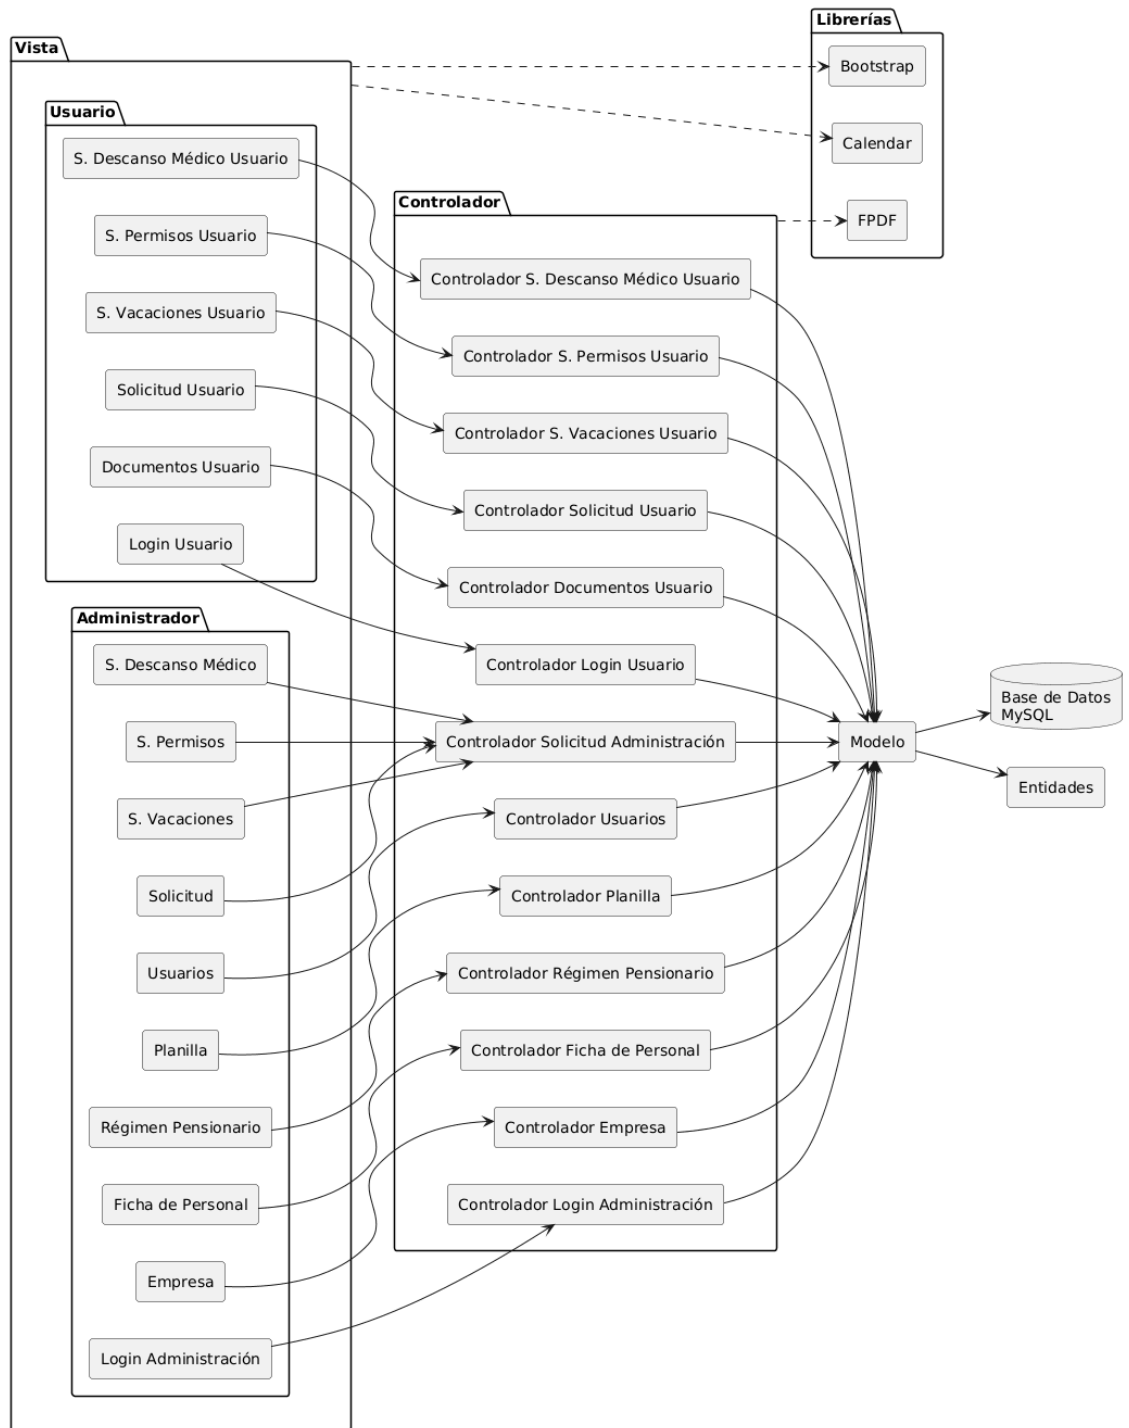 Librerías
Bootstrap
Calendar
FPDF
Vista
Usuario
S. Descanso Médico Usuario
S. Permisos Usuario
S. Vacaciones Usuario
Solicitud Usuario
Documentos Usuario
Login Usuario
Administrador
S. Descanso Médico
S. Permisos
S. Vacaciones
Solicitud
Usuarios
Planilla
Régimen Pensionario
Ficha de Personal
Empresa
Login Administración
Controlador
Controlador S. Descanso Médico Usuario
Controlador S. Permisos Usuario
Controlador S. Vacaciones Usuario
Controlador Solicitud Usuario
Controlador Documentos Usuario
Controlador Login Usuario
Controlador Solicitud Administración
Controlador Usuarios
Controlador Planilla
Controlador Régimen Pensionario
Controlador Ficha de Personal
Controlador Empresa
Controlador Login Administración
Modelo
Base de Datos
MySQL
Entidades